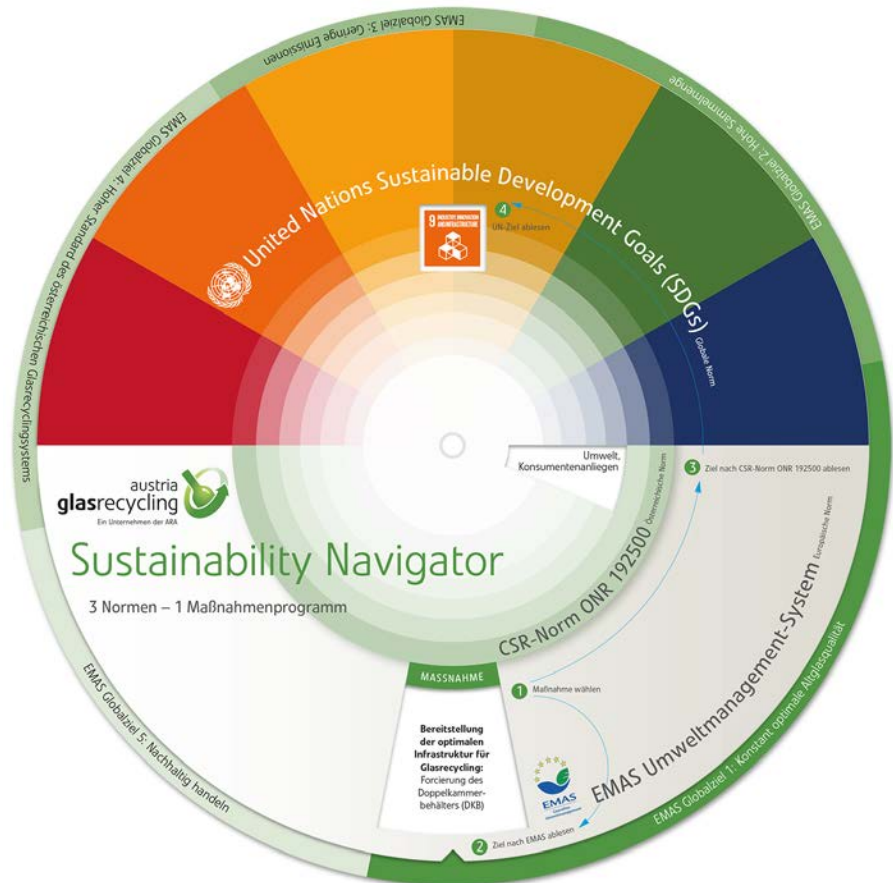 EMAS Globalziel 3: Geringe Emissionen
EMAS Globalziel 2: Hohe Sammelmenge
EMAS Globalziel 4: Hoher Standard des österreichischen Glasrecyclingsystems
United Nations Sustainable Development Goals (SDGs) Globale Norm
9 INDUSTRY, INNOVATION
AND INFRASTRUCTURE
4
UN-Ziel ablesen
Umwelt,
Konsumentenanliegen
3 Ziel nach CSR-Norm ONR 192500 ablesen
austria
glasrecycling
Ein Unternehmen der ARA
Sustainability Navigator
3 Normen – 1 Maßnahmenprogramm
CSR-Norm ONR 192500 Österreichische Norm
EMAS Umweltmanagement-System Europäische Norm
MASSNAHME
1 Maßnahme wählen
Bereitstellung
der optimalen
Infrastruktur für
Glasrecycling:
Forcierung des
Doppelkammer-
behälters (DKB)
EMAS
2 Ziel nach EMAS ablesen
EMAS Globalziel 5: Nachhaltig handeln
EMAS Globalziel 1: Konstant optimale Altglasqualität